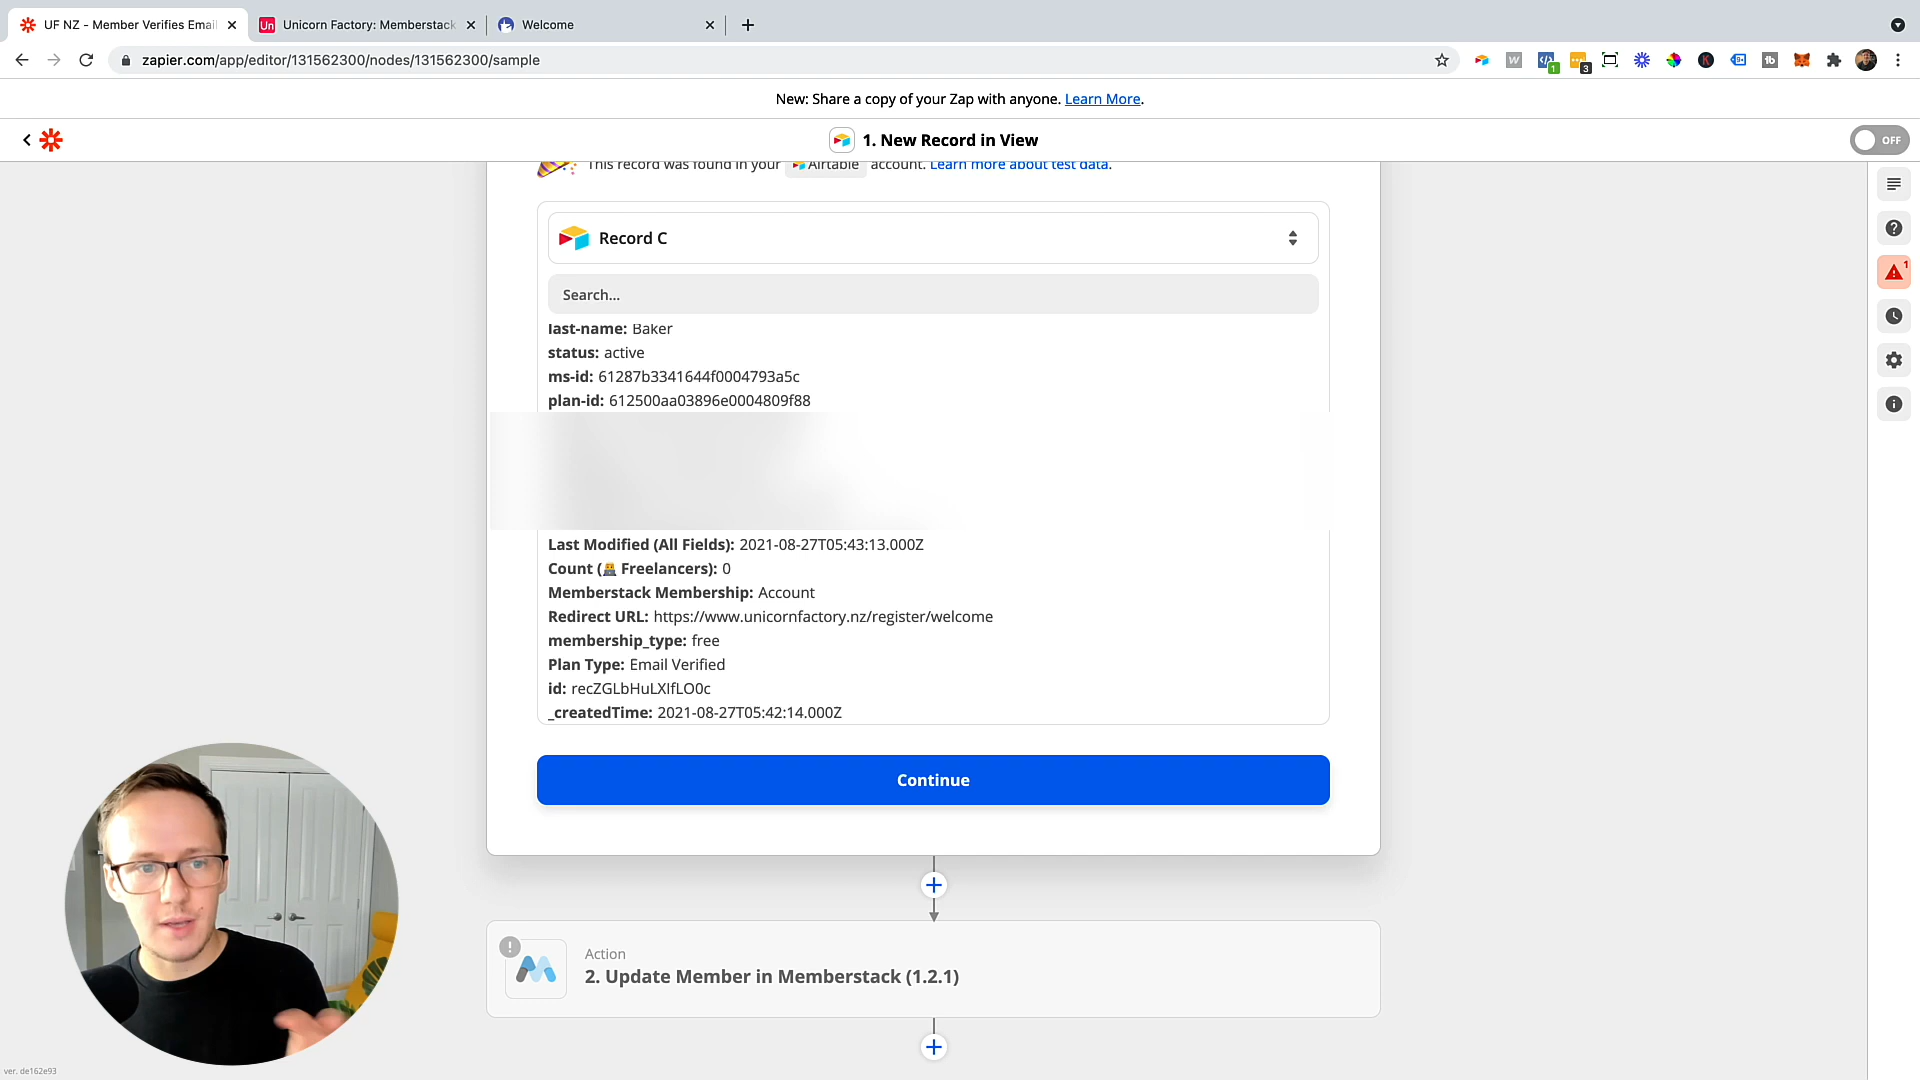 UF NZ - Member Verifies Email
Un
Unicorn Factory: Memberstack
Welcome
zapier.com/app/editor/131562300/nodes/131562300/sample
1
3
New: Share a copy of your Zap with anyone. Learn More.
1. New Record in View
OFF
This record was found in your Airtable account. Learn more about test data.
1
Record C
Search...
last-name: Baker
status: active
ms-id: 61287b3341644f0004793a5c
plan-id: 612500aa03896e0004809f88
Last Modified (All Fields): 2021-08-27T05:43:13.000Z
Count (👨‍💻 Freelancers): 0
Memberstack Membership: Account
Redirect URL: https://www.unicornfactory.nz/register/welcome
membership_type: free
Plan Type: Email Verified
id: recZGLbHuLXIfLO0c
_createdTime: 2021-08-27T05:42:14.000Z
Continue
Action
2. Update Member in Memberstack (1.2.1)
ver. de162e93